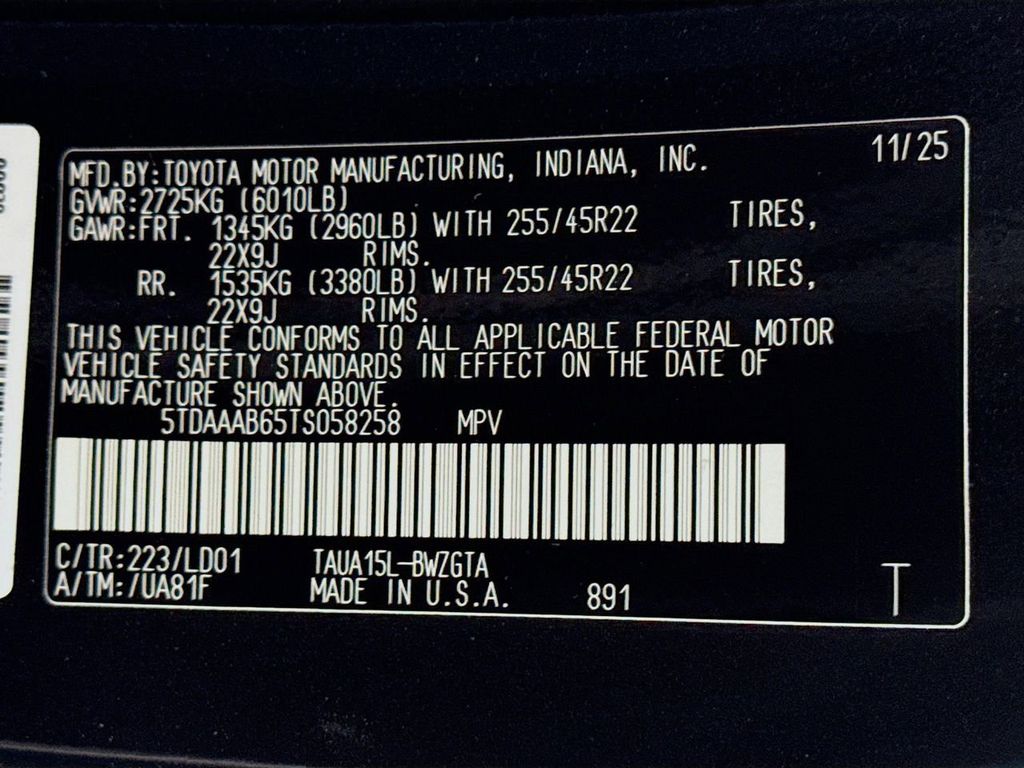 11/25
MFD.BY:TOYOTA MOTOR MANUFACTURING, INDIANA, INC.
GVWR:2725KG (6010LB)
GAWR:FRT. 1345KG (2960LB) WITH 255/45R22 TIRES,
22X9J RIMS.
RR. 1535KG (3380LB) WITH 255/45R22 TIRES,
22X9J RIMS.
THIS VEHICLE CONFORMS TO ALL APPLICABLE FEDERAL MOTOR
VEHICLE SAFETY STANDARDS IN EFFECT ON THE DATE OF
MANUFACTURE SHOWN ABOVE.
5TDAAAB65TS058258 MPV
C/TR:223/LD01 TAUA15L-BWZGTA
A/TM:/UA81F MADE IN U.S.A. 891 T